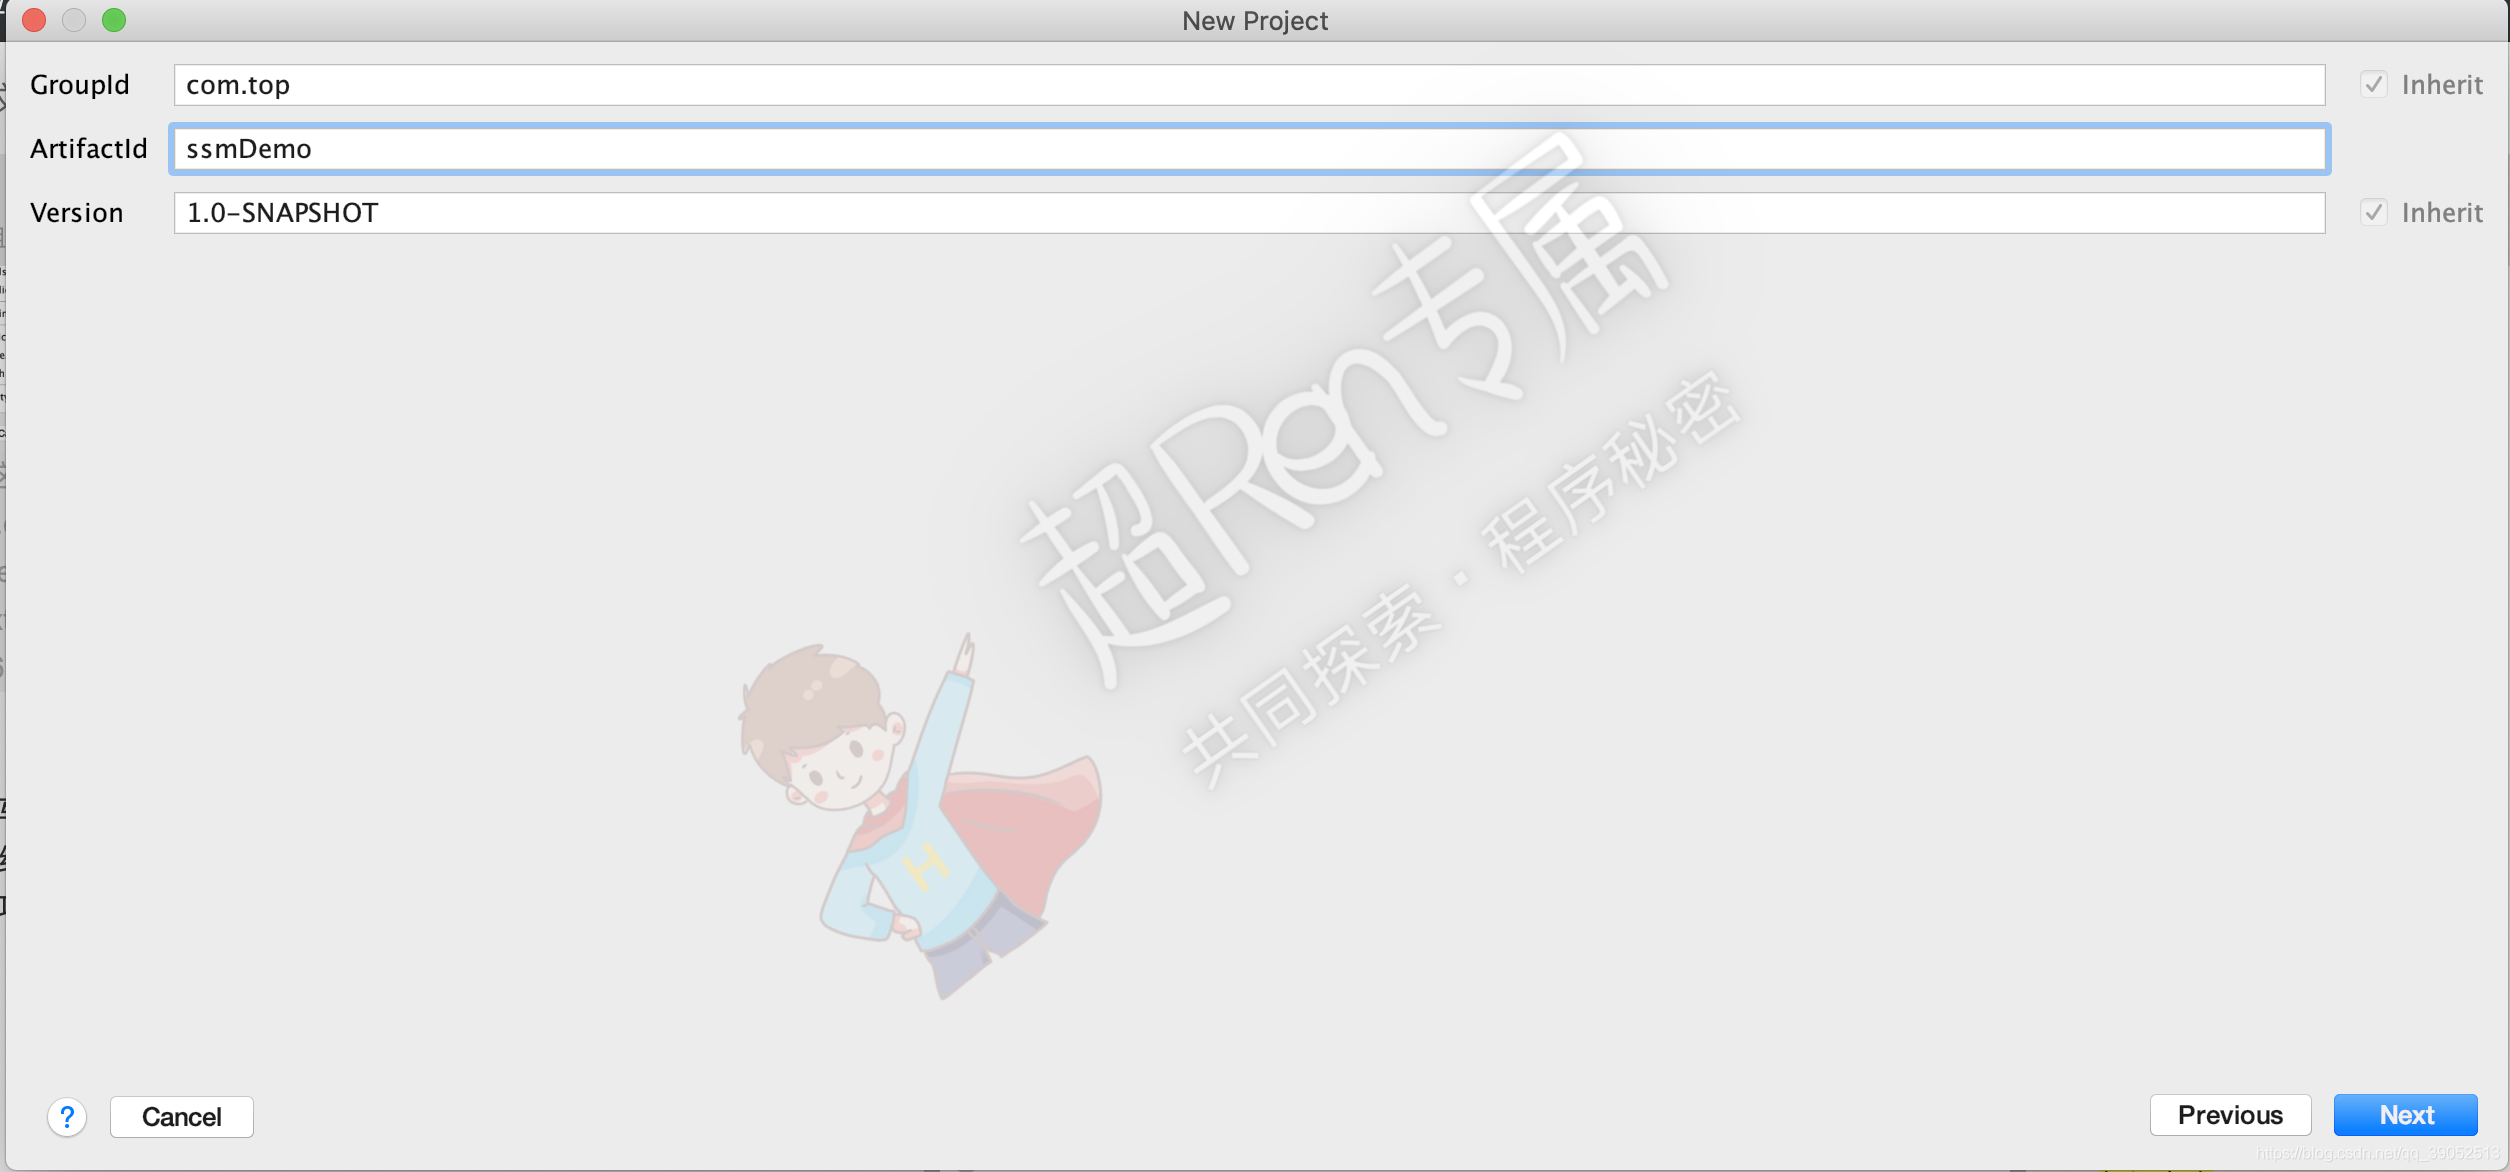 New Project
GroupId com.top Inherit
ArtifactId ssmDemo
Version 1.0-SNAPSHOT Inherit
超Ren专属
共同探索·程序秘密
H
? Cancel Previous Next
https://blog.csdn.net/qq_39052513